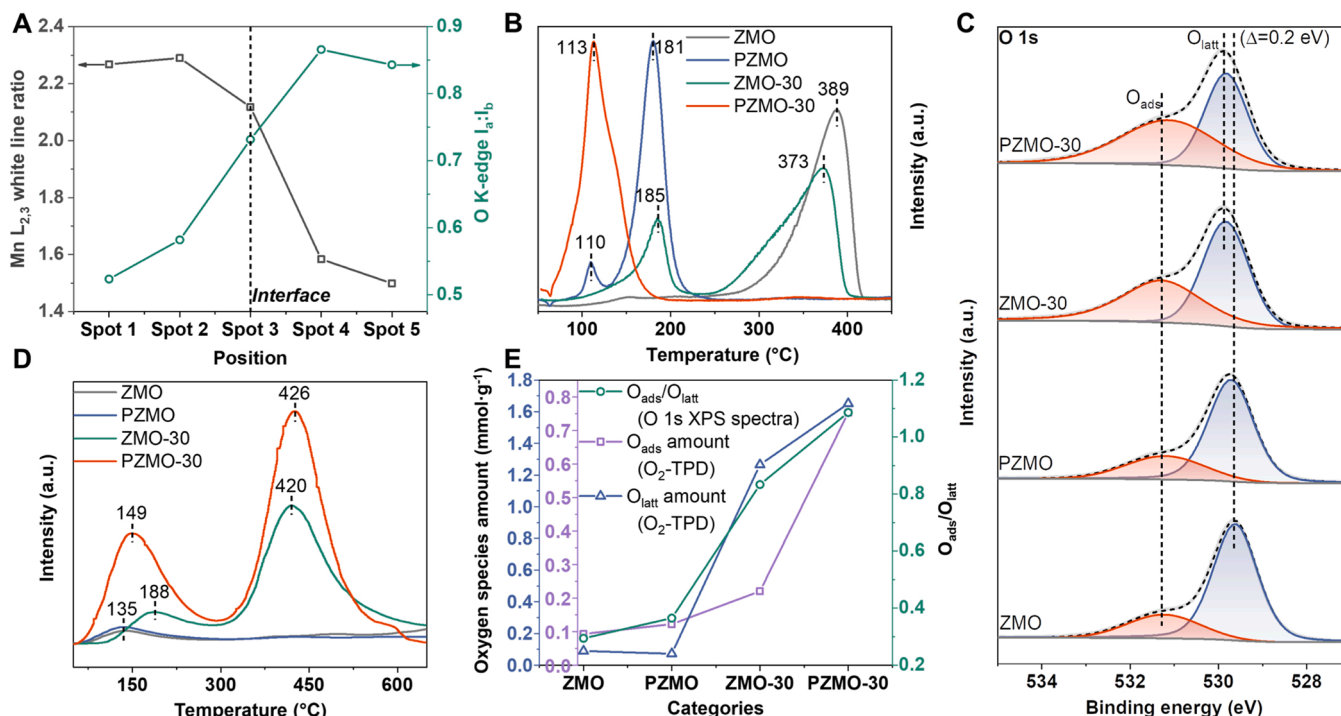 A
2.4
2.2
2.0
1.8
1.6
1.4
Mn L2,3 white line ratio
0.9
0.8
0.7
0.6
0.5
O K-edge Ia:Ib
Interface
Spot 1 Spot 2 Spot 3 Spot 4 Spot 5
Position
B
113
181
ZMO
PZMO
ZMO-30
PZMO-30
389
373
185
110
100 200 300 400
Temperature (°C)
Intensity (a.u.)
C
O 1s
Olatt
(Δ=0.2 eV)
Oads
PZMO-30
ZMO-30
PZMO
ZMO
Intensity (a.u.)
534 532 530 528
Binding energy (eV)
D
ZMO
PZMO
ZMO-30
PZMO-30
426
420
149
188
135
Intensity (a.u.)
150 300 450 600
Temperature (°C)
E
Oxygen species amount (mmol·g-1)
1.8
1.6
1.4
1.2
1.0
0.8
0.6
0.4
0.2
0.0
0.8
0.7
0.6
0.5
0.4
0.3
0.2
0.1
0.0
Oads/Olatt
(O 1s XPS spectra)
Oads amount
(O2-TPD)
Olatt amount
(O2-TPD)
1.2
1.0
0.8
0.6
0.4
0.2
Oads/Olatt
ZMO PZMO ZMO-30 PZMO-30
Categories